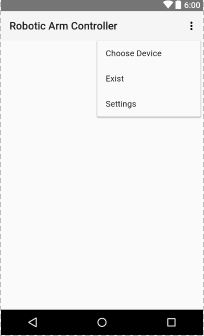 6:00
Robotic Arm Controller
Choose Device
Exist
Settings